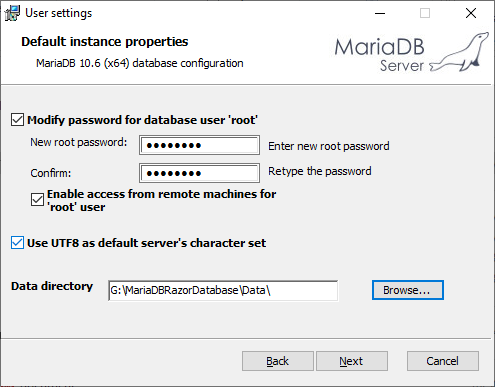 User settings
Default instance properties
MariaDB 10.6 (x64) database configuration
MariaDB
Server
Modify password for database user 'root'
New root password:
Enter new root password
Confirm:
Retype the password
Enable access from remote machines for
'root' user
Use UTF8 as default server's character set
Data directory
G:\MariaDBRazorDatabase\Data\
Browse...
Back
Next
Cancel